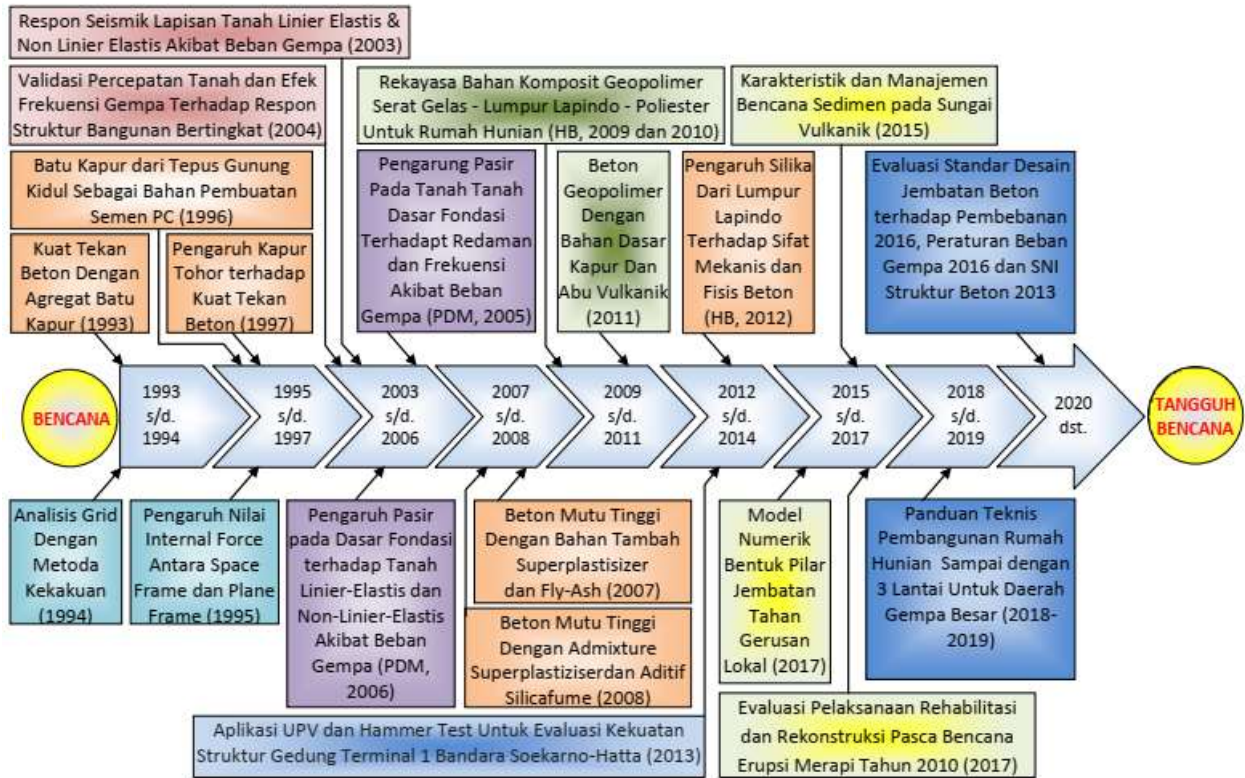 Respon Seismik Lapisan Tanah Linier Elastis &
Non Linier Elastis Akibat Beban Gempa (2003)
Validasi Percepatan Tanah dan Efek
Frekuensi Gempa Terhadap Respon
Struktur Bangunan Bertingkat (2004)
Batu Kapur dari Tepus Gunung
Kidul Sebagai Bahan Pembuatan
Semen PC (1996)
Kuat Tekan
Beton Dengan
Agregat Batu
Kapur (1993)
Pengaruh Kapur
Tohor terhadap
Kuat Tekan
Beton (1997)
Rekayasa Bahan Komposit Geopolimer
Serat Gelas - Lumpur Lapindo - Poliester
Untuk Rumah Hunian (HB, 2009 dan 2010)
Pengarung Pasir
Pada Tanah Tanah
Dasar Fondasi
Terhadapt Redaman
dan Frekuensi
Akibat Beban
Gempa (PDM, 2005)
Beton
Geopolimer
Dengan
Bahan Dasar
Kapur Dan
Abu Vulkanik
(2011)
Pengaruh Silika
Dari Lumpur
Lapindo
Terhadap Sifat
Mekanis dan
Fisis Beton
(HB, 2012)
Karakteristik dan Manajemen
Bencana Sedimen pada Sungai
Vulkanik (2015)
Evaluasi Standar Desain
Jembatan Beton
terhadap Pembebanan
2016, Peraturan Beban
Gempa 2016 dan SNI
Struktur Beton 2013
BENCANA
1993
s/d.
1994
1995
s/d.
1997
2003
s/d.
2006
2007
s/d.
2008
2009
s/d.
2011
2012
s/d.
2014
2015
s/d.
2017
2018
s/d.
2019
2020
dst.
TANGGUH
BENCANA
Analisis Grid
Dengan
Metoda
Kekakuan
(1994)
Pengaruh Nilai
Internal Force
Antara Space
Frame dan Plane
Frame (1995)
Pengaruh Pasir
pada Dasar Fondasi
terhadap Tanah
Linier-Elastis dan
Non-Linier-Elastis
Akibat Beban
Gempa (PDM,
2006)
Beton Mutu Tinggi
Dengan Bahan Tambah
Superplastisizer
dan Fly-Ash (2007)
Beton Mutu Tinggi
Dengan Admixture
Superplastiziserdan Aditif
Silicafume (2008)
Aplikasi UPV dan Hammer Test Untuk Evaluasi Kekuatan
Struktur Gedung Terminal 1 Bandara Soekarno-Hatta (2013)
Model
Numerik
Bentuk Pilar
Jembatan
Tahan
Gerusan
Lokal (2017)
Panduan Teknis
Pembangunan Rumah
Hunian Sampai dengan
3 Lantai Untuk Daerah
Gempa Besar (2018-
2019)
Evaluasi Pelaksanaan Rehabilitasi
dan Rekonstruksi Pasca Bencana
Erupsi Merapi Tahun 2010 (2017)